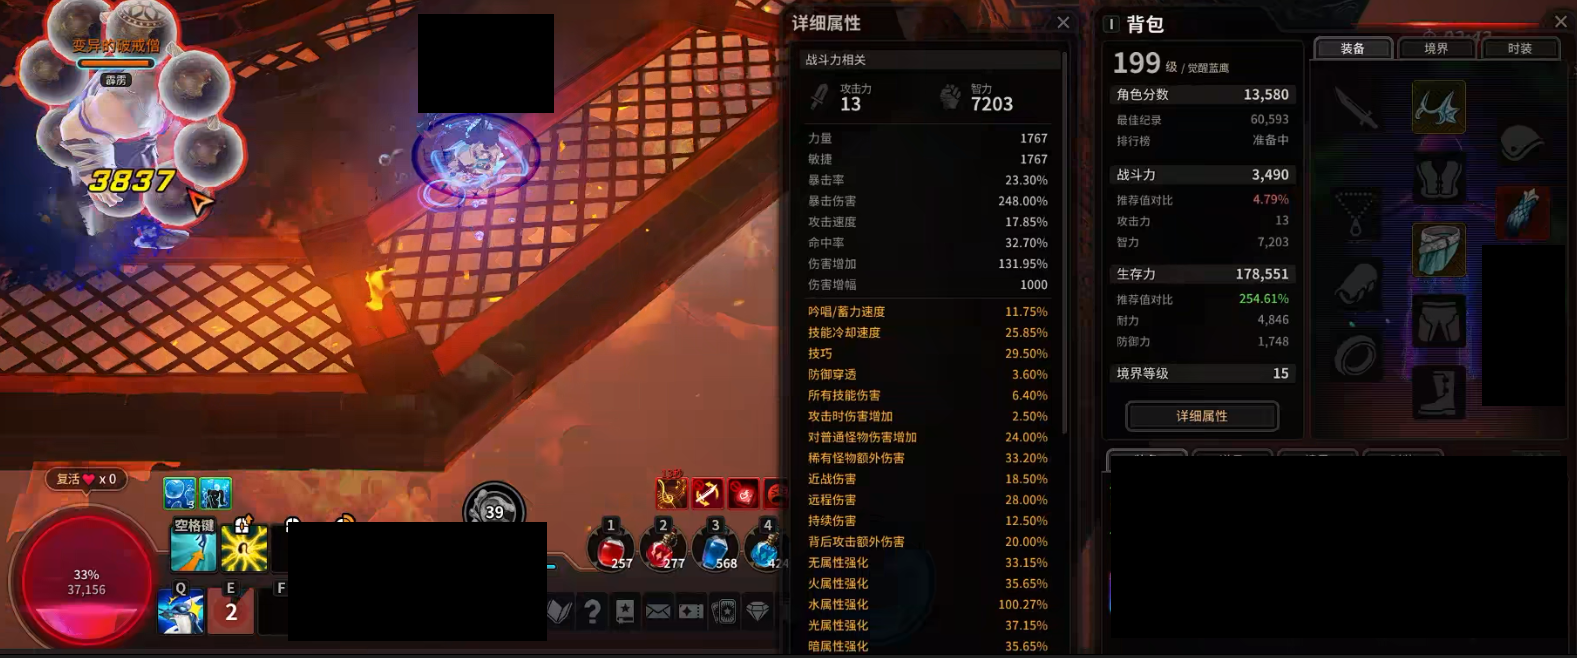 变异的破戒僧
霹雳
3837
复活 x 0
33%
37,156
空格键
3
Q
E
F
2
39
1
2
3
4
257
277
568
424
详细属性
战斗力相关
攻击力
13
智力
7203
力量 1767
敏捷 1767
暴击率 23.30%
暴击伤害 248.00%
攻击速度 17.85%
命中率 32.70%
伤害增加 131.95%
伤害增幅 1000
吟唱/蓄力速度 11.75%
技能冷却速度 25.85%
技巧 29.50%
防御穿透 3.60%
所有技能伤害 6.40%
攻击时伤害增加 2.50%
对普通怪物伤害增加 24.00%
稀有怪物额外伤害 33.20%
近战伤害 18.50%
远程伤害 28.00%
持续伤害 12.50%
背后攻击额外伤害 20.00%
无属性强化 33.15%
火属性强化 35.65%
水属性强化 100.27%
光属性强化 37.15%
暗属性强化 35.65%
I 背包
199 级 / 觉醒蓝鹰
角色分数 13,580
最佳纪录 60,593
排行榜 准备中
战斗力 3,490
推荐值对比 4.79%
攻击力 13
智力 7,203
生存力 178,551
推荐值对比 254.61%
耐力 4,846
防御力 1,748
境界等级 15
详细属性
装备
境界
时装